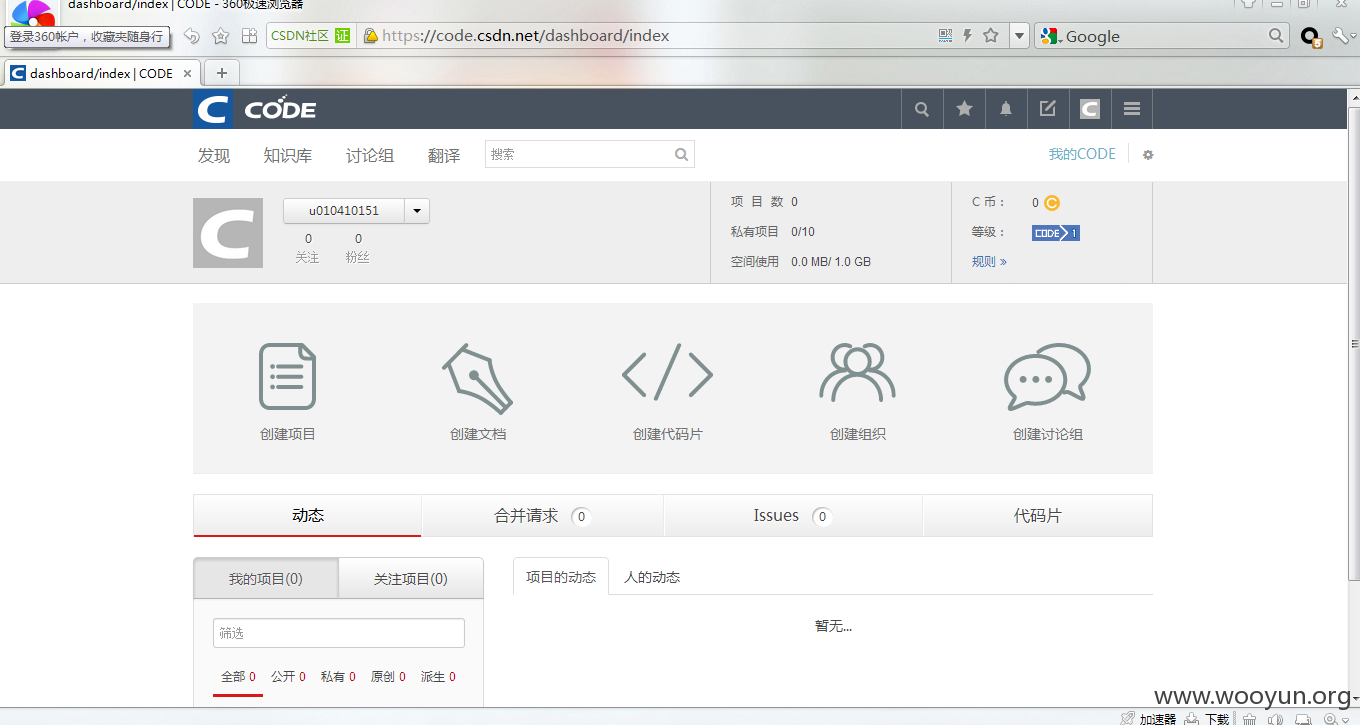 dashboard/index | CODE - 360极速浏览器
登录360帐户，收藏夹随身行
CSDN社区 证 https://code.csdn.net/dashboard/index Google
dashboard/index | CODE
CODE
发现 知识库 讨论组 翻译 搜索 我的CODE
u010410151
0 0
关注 粉丝
项 目 数 0
私有项目 0/10
空间使用 0.0 MB/ 1.0 GB
C 币： 0
等级： CODE 1
规则 »
创建项目 创建文档 创建代码片 创建组织 创建讨论组
动态 合并请求 0 Issues 0 代码片
我的项目(0) 关注项目(0)
项目的动态 人的动态
筛选
暂无...
全部 0 公开 0 私有 0 原创 0 派生 0
www.wooyun.org
加速器 下载